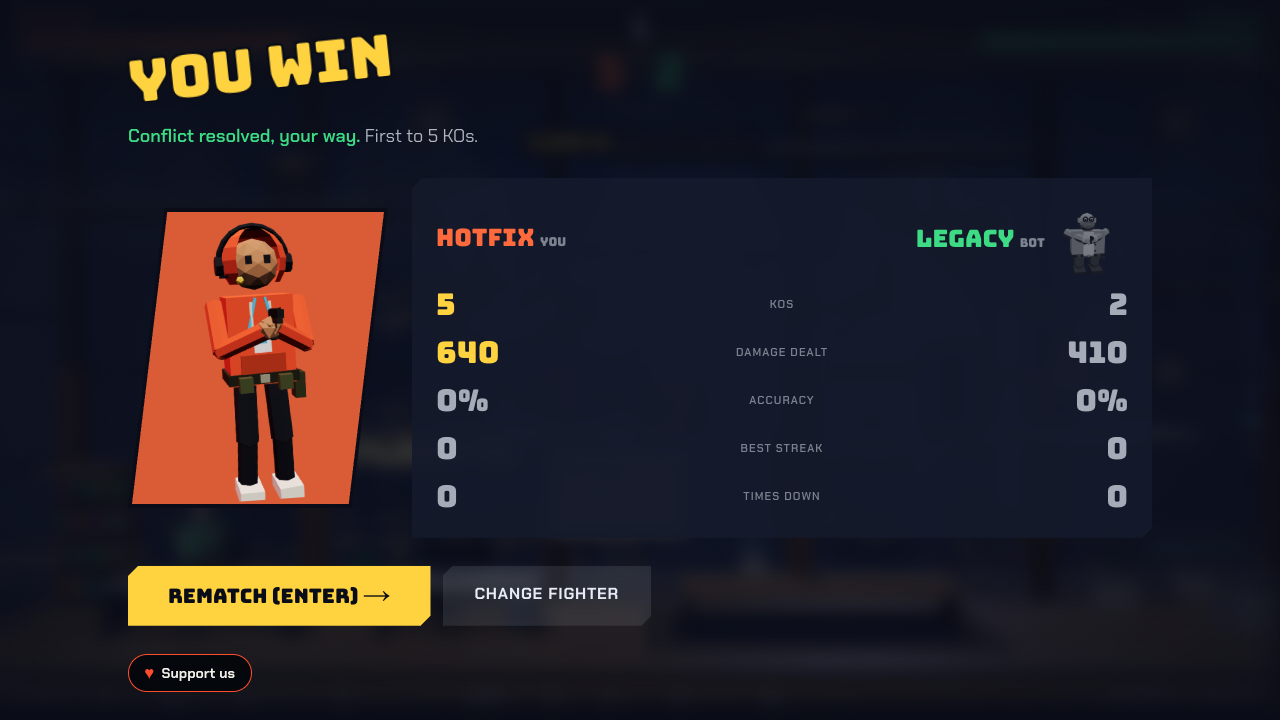 YOU WIN
Conflict resolved, your way. First to 5 KOs.
HOTFIX YOU
LEGACY BOT
5 KOS 2
640 DAMAGE DEALT 410
0% ACCURACY 0%
0 BEST STREAK 0
0 TIMES DOWN 0
REMATCH (ENTER) →
CHANGE FIGHTER
♥ Support us